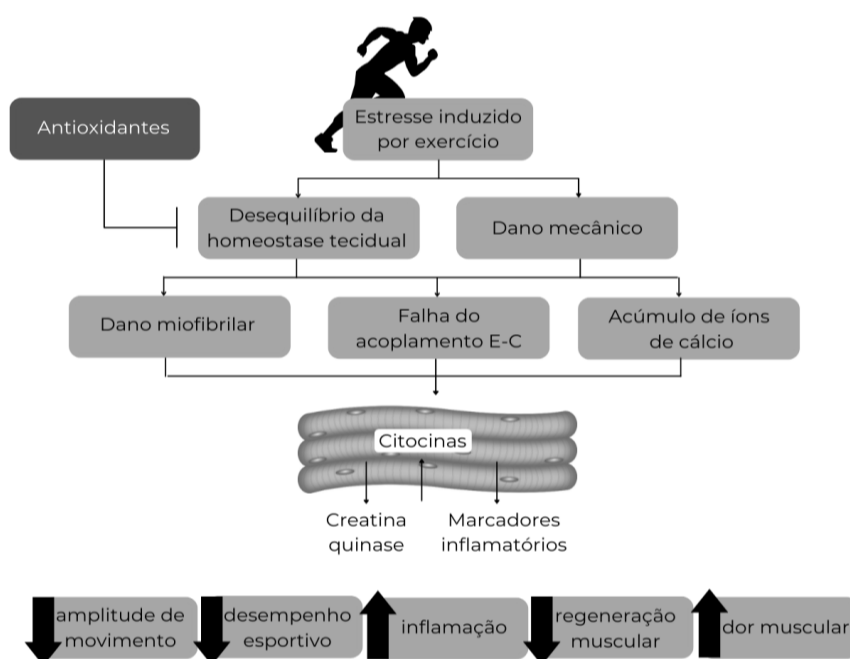 Estresse induzido
por exercício
Antioxidantes
Desequilíbrio da
homeostase tecidual
Dano mecânico
Dano miofibrilar
Falha do
acoplamento E-C
Acúmulo de íons
de cálcio
Citocinas
Creatina
quinase
Marcadores
inflamatórios
amplitude de
movimento
desempenho
esportivo
inflamação
regeneração
muscular
dor muscular